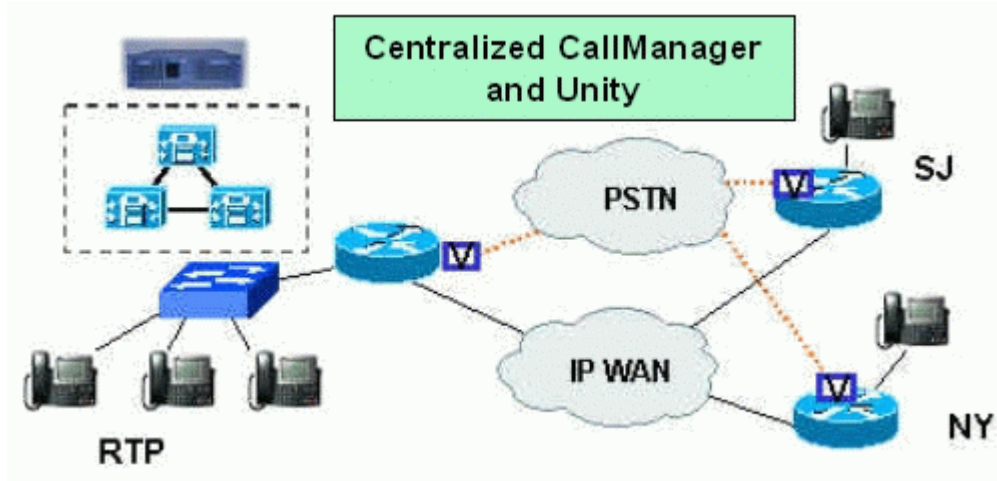 Centralized CallManager
and Unity
SJ
PSTN
V
V
IP WAN
V
NY
RTP